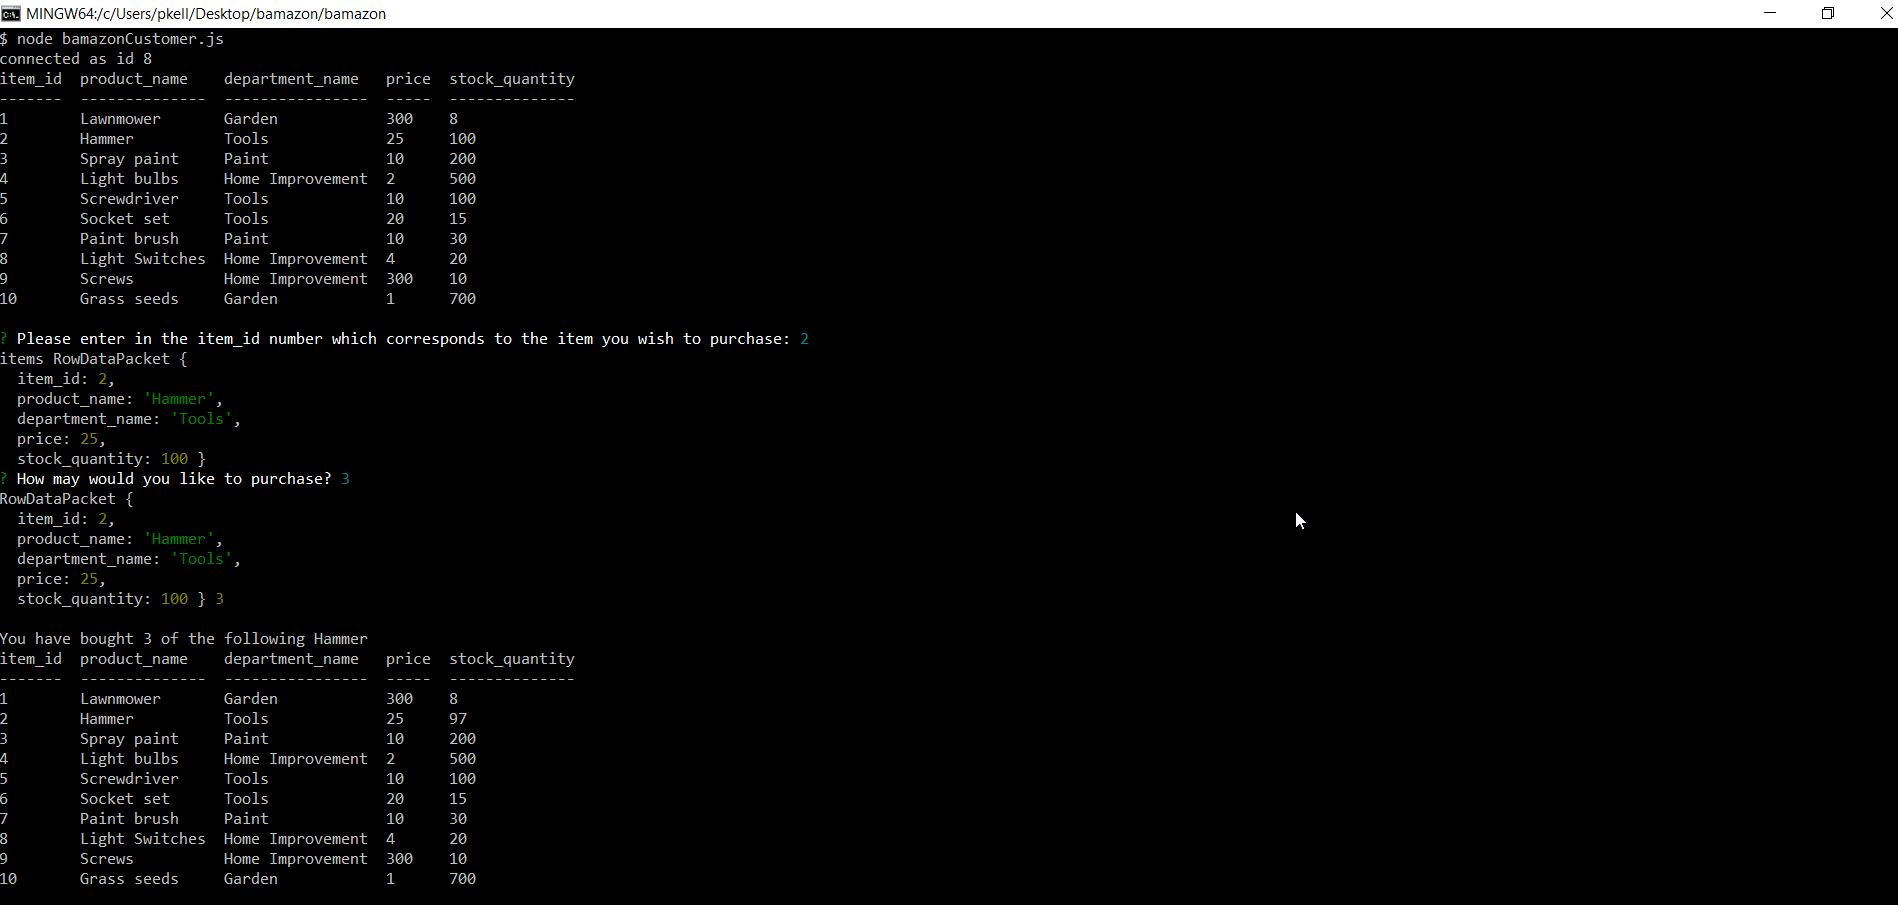 MINGW64:/c/Users/pkell/Desktop/bamazon/bamazon
$ node bamazonCustomer.js
connected as id 8
item_id  product_name    department_name   price  stock_quantity
-------  --------------  ----------------  -----  --------------
1        Lawnmower       Garden            300    8
2        Hammer          Tools             25     100
3        Spray paint     Paint             10     200
4        Light bulbs     Home Improvement  2      500
5        Screwdriver     Tools             10     100
6        Socket set      Tools             20     15
7        Paint brush     Paint             10     30
8        Light Switches  Home Improvement  4      20
9        Screws          Home Improvement  300    10
10       Grass seeds     Garden            1      700
? Please enter in the item_id number which corresponds to the item you wish to purchase: 2
items RowDataPacket {
  item_id: 2,
  product_name: 'Hammer',
  department_name: 'Tools',
  price: 25,
  stock_quantity: 100 }
? How may would you like to purchase? 3
RowDataPacket {
  item_id: 2,
  product_name: 'Hammer',
  department_name: 'Tools',
  price: 25,
  stock_quantity: 100 } 3
You have bought 3 of the following Hammer
item_id  product_name    department_name   price  stock_quantity
-------  --------------  ----------------  -----  --------------
1        Lawnmower       Garden            300    8
2        Hammer          Tools             25     97
3        Spray paint     Paint             10     200
4        Light bulbs     Home Improvement  2      500
5        Screwdriver     Tools             10     100
6        Socket set      Tools             20     15
7        Paint brush     Paint             10     30
8        Light Switches  Home Improvement  4      20
9        Screws          Home Improvement  300    10
10       Grass seeds     Garden            1      700